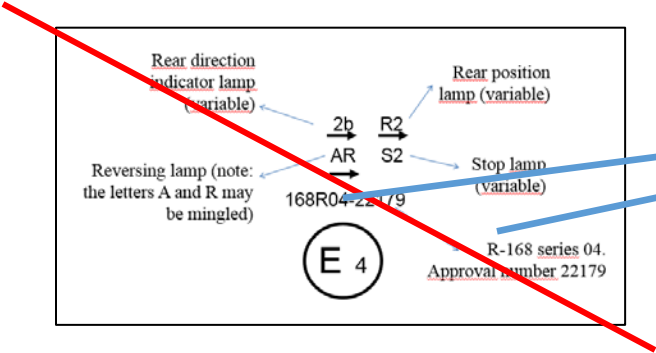 Rear direction
indicator lamp
(variable)
Rear position
lamp (variable)
2b R2
AR S2
Reversing lamp (note:
the letters A and R may
be mingled)
Stop lamp
(variable)
168R04-22179
E 4
R-168 series 04.
Approval number 22179